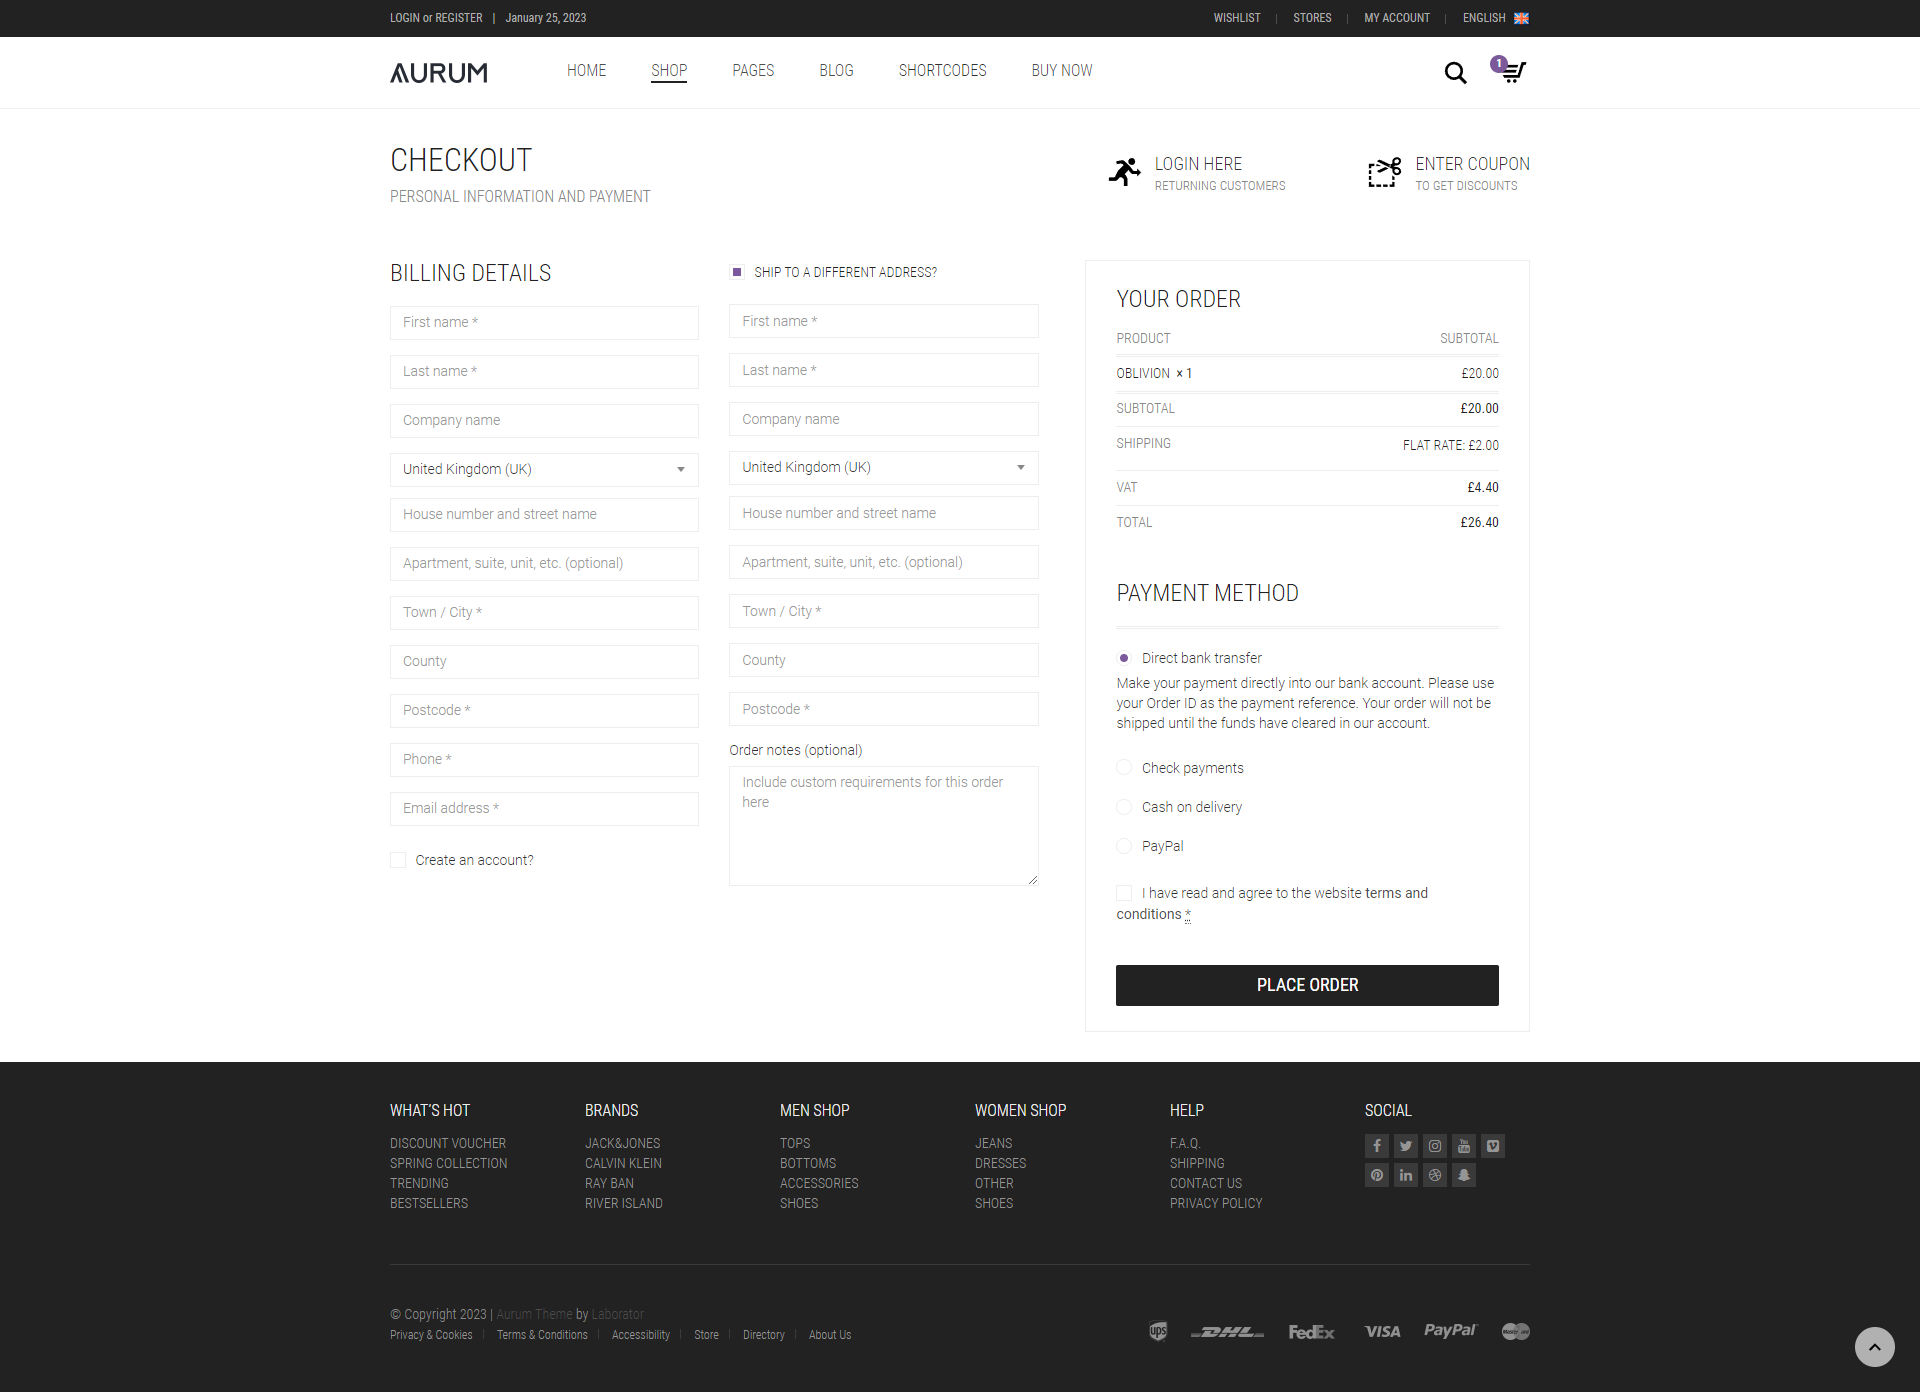 LOGIN or REGISTER | January 25, 2023
WISHLIST | STORES | MY ACCOUNT | ENGLISH
AURUM
HOME SHOP PAGES BLOG SHORTCODES BUY NOW
1
CHECKOUT
PERSONAL INFORMATION AND PAYMENT
LOGIN HERE
RETURNING CUSTOMERS
ENTER COUPON
TO GET DISCOUNTS
BILLING DETAILS
First name *
Last name *
Company name
United Kingdom (UK)
House number and street name
Apartment, suite, unit, etc. (optional)
Town / City *
County
Postcode *
Phone *
Email address *
Create an account?
SHIP TO A DIFFERENT ADDRESS?
First name *
Last name *
Company name
United Kingdom (UK)
House number and street name
Apartment, suite, unit, etc. (optional)
Town / City *
County
Postcode *
Order notes (optional)
Include custom requirements for this order
here
YOUR ORDER
PRODUCT SUBTOTAL
OBLIVION × 1 £20.00
SUBTOTAL £20.00
SHIPPING FLAT RATE: £2.00
VAT £4.40
TOTAL £26.40
PAYMENT METHOD
Direct bank transfer
Make your payment directly into our bank account. Please use
your Order ID as the payment reference. Your order will not be
shipped until the funds have cleared in our account.
Check payments
Cash on delivery
PayPal
I have read and agree to the website terms and
conditions *
PLACE ORDER
WHAT'S HOT
DISCOUNT VOUCHER
SPRING COLLECTION
TRENDING
BESTSELLERS
BRANDS
JACK&JONES
CALVIN KLEIN
RAY BAN
RIVER ISLAND
MEN SHOP
TOPS
BOTTOMS
ACCESSORIES
SHOES
WOMEN SHOP
JEANS
DRESSES
OTHER
SHOES
HELP
F.A.Q.
SHIPPING
CONTACT US
PRIVACY POLICY
SOCIAL
© Copyright 2023 | Aurum Theme by Laborator
Privacy & Cookies | Terms & Conditions | Accessibility | Store | Directory | About Us
ups DHL FedEx VISA PayPal